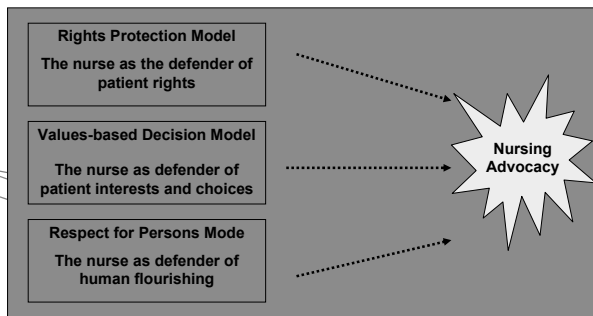 Rights Protection Model
The nurse as the defender of
patient rights
Values-based Decision Model
The nurse as defender of
patient interests and choices
Respect for Persons Mode
The nurse as defender of
human flourishing
Nursing
Advocacy